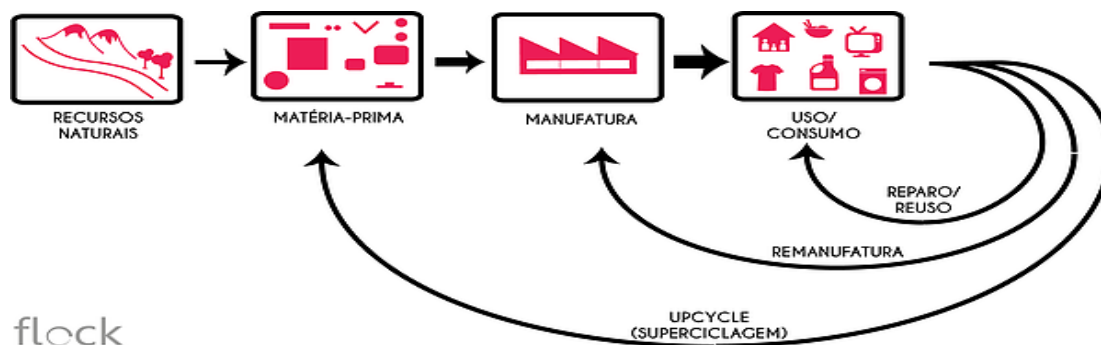 RECURSOS
NATURAIS
MATÉRIA-PRIMA
MANUFATURA
USO/
CONSUMO
REPARO/
REUSO
REMANUFATURA
UPCYCLE
(SUPERCICLAGEM)
flock